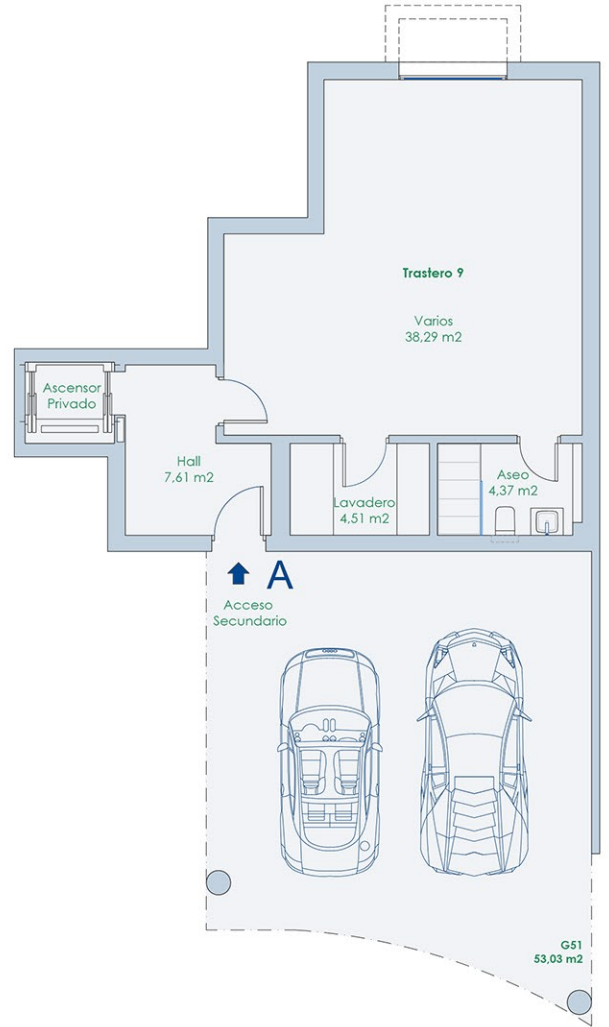 Trastero 9
Varios
38,29 m2
Ascensor
Privado
Hall
7,61 m2
Lavadero
4,51 m2
Aseo
4,37 m2
A
Acceso
Secundario
G51
53,03 m2